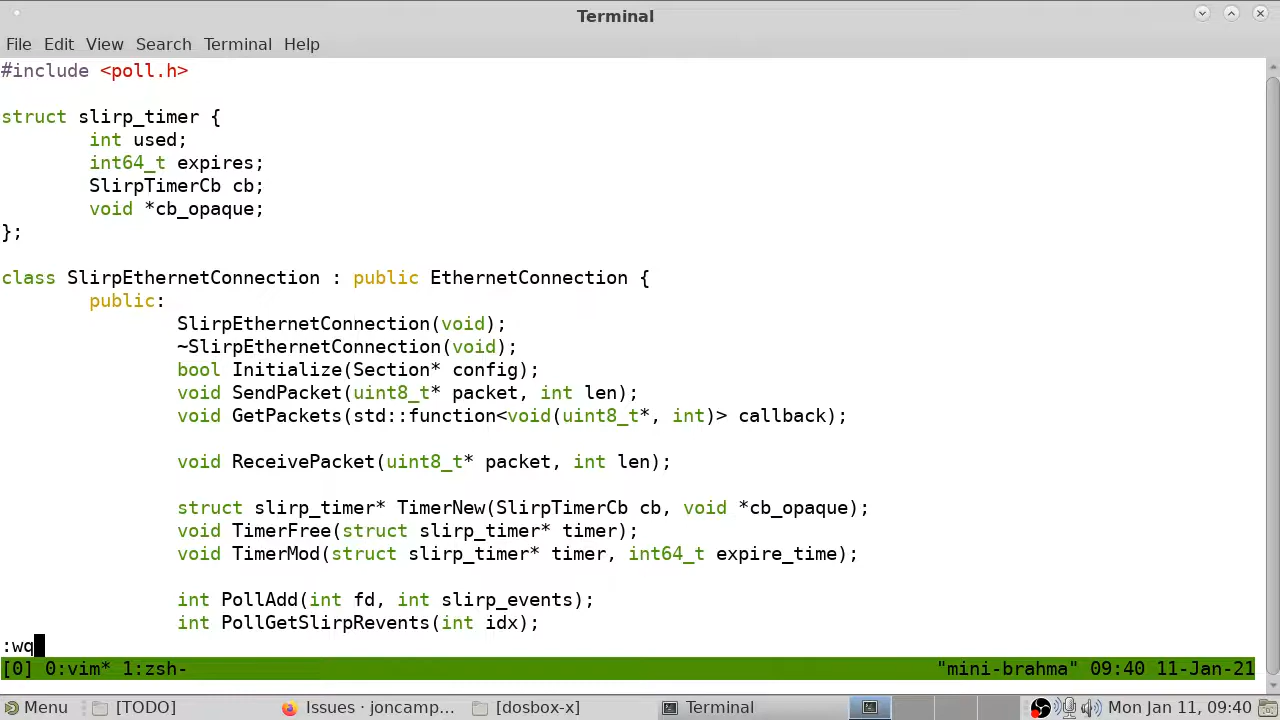 Terminal
File Edit View Search Terminal Help
#include <poll.h>
struct slirp_timer {
int used;
int64_t expires;
SlirpTimerCb cb;
void *cb_opaque;
};
class SlirpEthernetConnection : public EthernetConnection {
public:
SlirpEthernetConnection(void);
~SlirpEthernetConnection(void);
bool Initialize(Section* config);
void SendPacket(uint8_t* packet, int len);
void GetPackets(std::function<void(uint8_t*, int)> callback);
void ReceivePacket(uint8_t* packet, int len);
struct slirp_timer* TimerNew(SlirpTimerCb cb, void *cb_opaque);
void TimerFree(struct slirp_timer* timer);
void TimerMod(struct slirp_timer* timer, int64_t expire_time);
int PollAdd(int fd, int slirp_events);
int PollGetSlirpRevents(int idx);
:wq
[0] 0:vim* 1:zsh- "mini-brahma" 09:40 11-Jan-21
Menu [TODO] Issues · joncamp... [dosbox-x] Terminal Mon Jan 11, 09:40